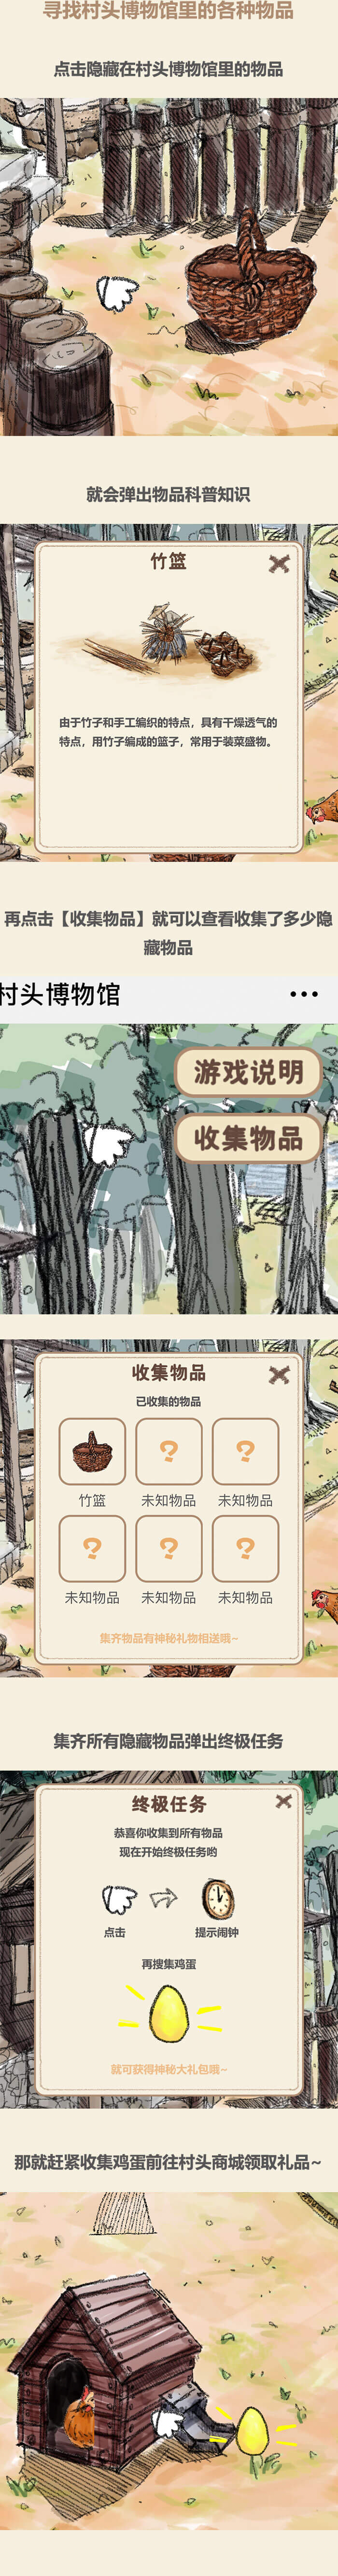 寻找村头博物馆里的各种物品
点击隐藏在村头博物馆里的物品
就会弹出物品科普知识
竹篮
由于竹子和手工编织的特点，具有干燥透气的
特点，用竹子编成的篮子，常用于装菜盛物。
再点击【收集物品】就可以查看收集了多少隐
藏物品
村头博物馆
游戏说明
收集物品
收集物品
已收集的物品
? ?
竹篮 未知物品 未知物品
? ? ?
未知物品 未知物品 未知物品
集齐物品有神秘礼物相送哦~
集齐所有隐藏物品弹出终极任务
终极任务
恭喜你收集到所有物品
现在开始终极任务哟
点击 提示闹钟
再搜集鸡蛋
就可获得神秘大礼包哦~
那就赶紧收集鸡蛋前往村头商城领取礼品~